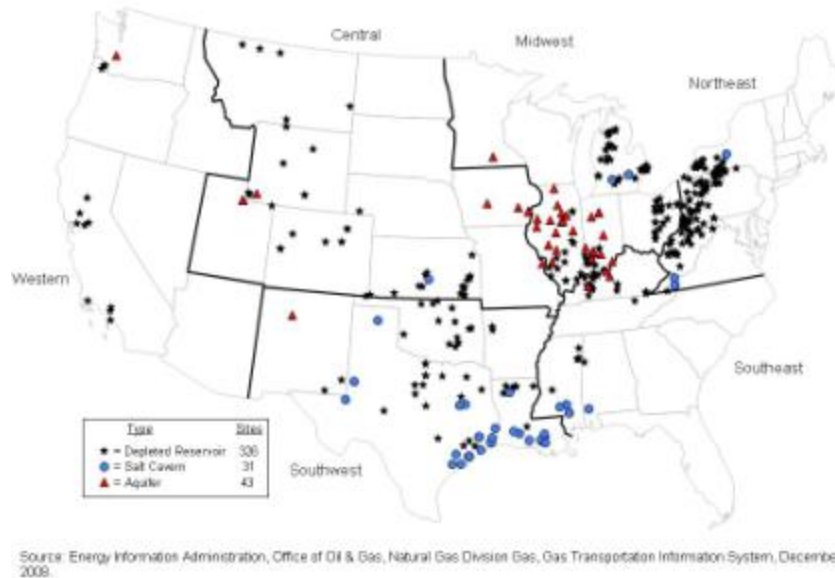 Central
Midwest
Northeast
Western
Southeast
Southwest
Type Sites
= Depleted Reservoir 326
= Salt Cavern 31
= Aquifer 43
Source: Energy Information Administration, Office of Oil & Gas, Natural Gas Division Gas, Gas Transportation Information System, Decembe
2008.